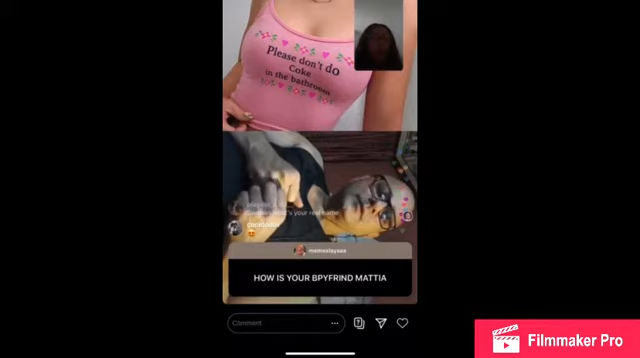 Please don't do
Coke
in the bathroom
what's your real name
memeslaysaa
HOW IS YOUR BPYFRIND MATTIA
Comment
Filmmaker Pro